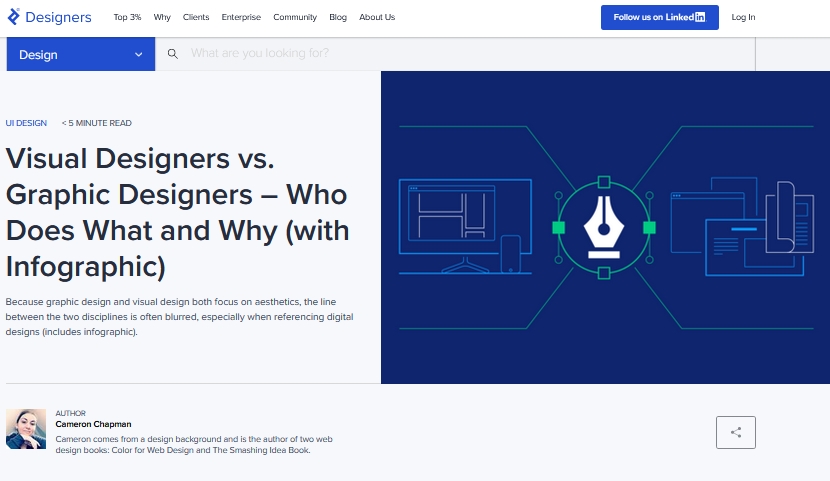 Designers
Top 3% Why Clients Enterprise Community Blog About Us
Follow us on LinkedIn
Log In
Design
What are you looking for?
UI DESIGN < 5 MINUTE READ
Visual Designers vs.
Graphic Designers – Who
Does What and Why (with
Infographic)
Because graphic design and visual design both focus on aesthetics, the line
between the two disciplines is often blurred, especially when referencing digital
designs (includes infographic).
AUTHOR
Cameron Chapman
Cameron comes from a design background and is the author of two web
design books: Color for Web Design and The Smashing Idea Book.